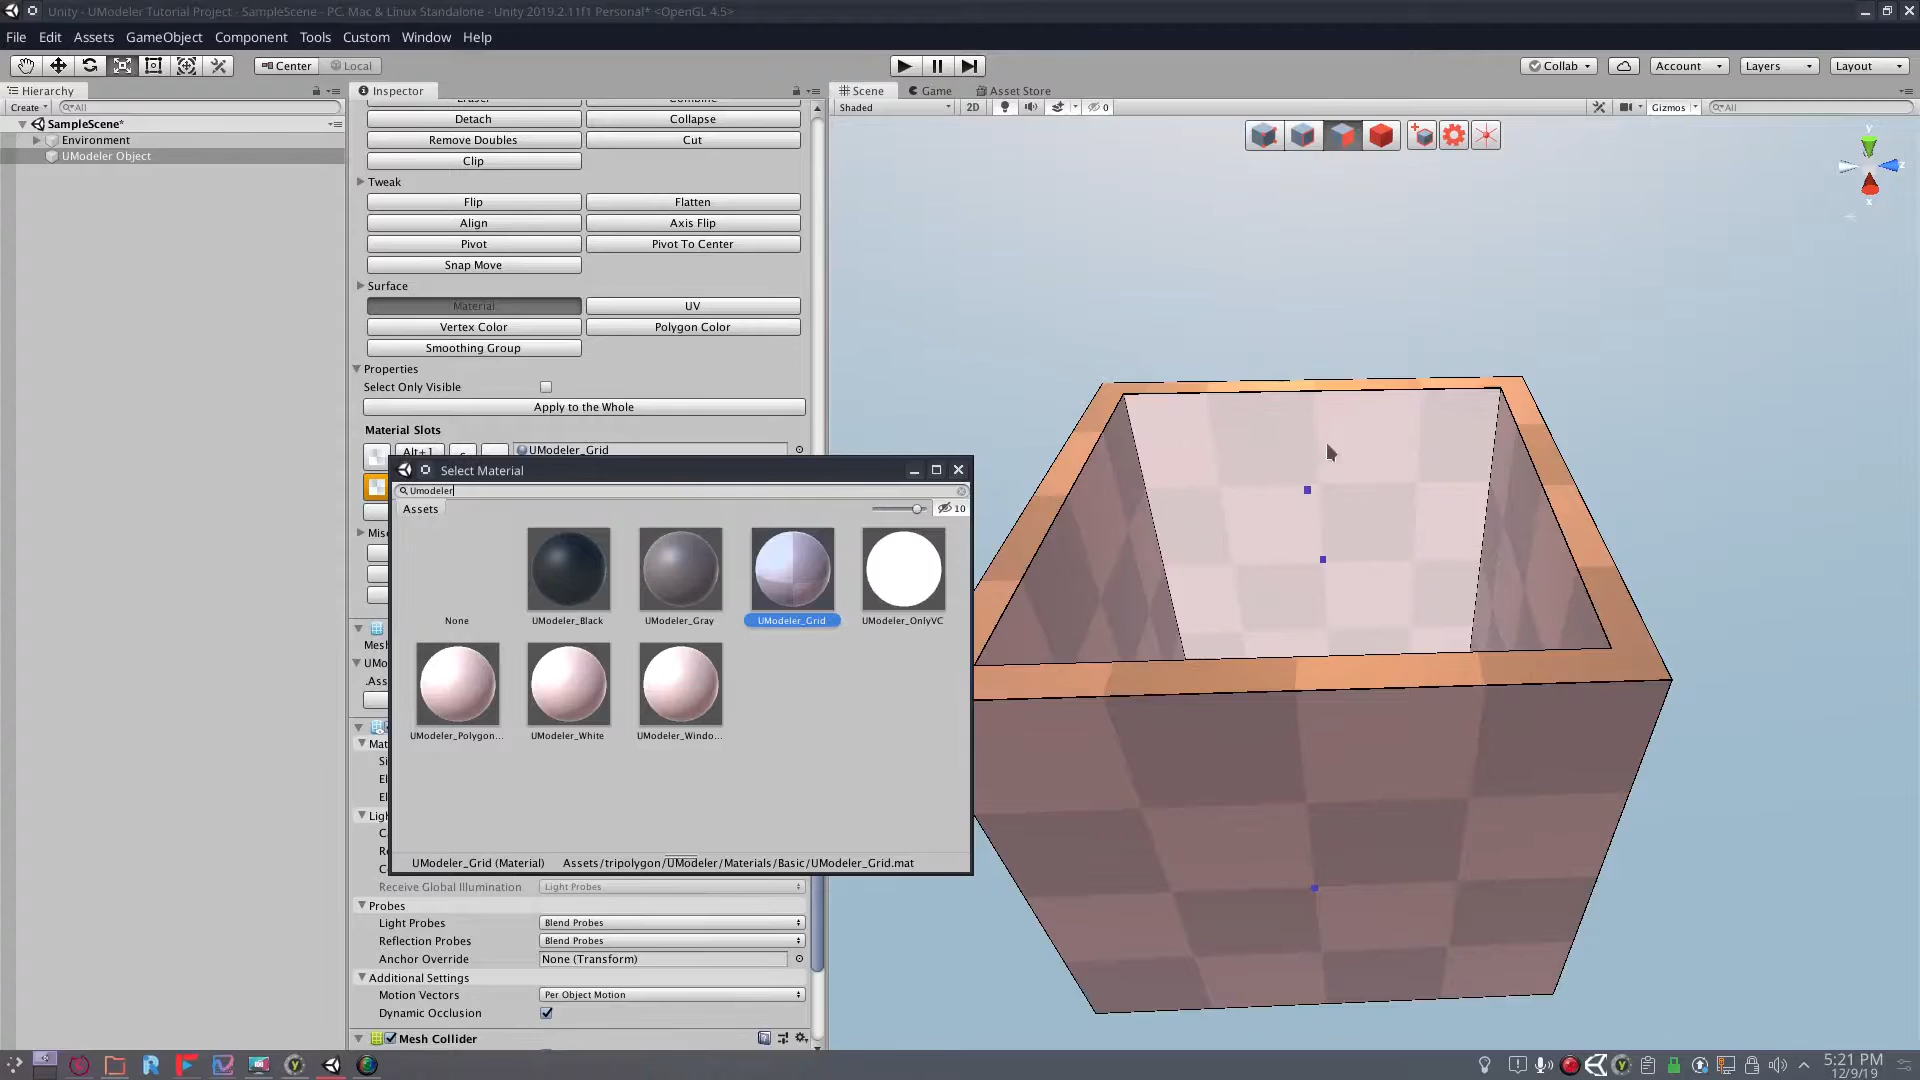 Unity - UModeler Tutorial Project - SampleScene - PC, Mac & Linux Standalone - Unity 2019.2.11f1 Personal* <OpenGL 4.5>
File Edit Assets GameObject Component Tools Custom Window Help
Center Local
Collab Account Layers Layout
Hierarchy
Inspector
Scene Game Asset Store
Create All
Shaded 2D 0 Gizmos All
SampleScene*
Environment
UModeler Object
Eraser Combine
Detach Collapse
Remove Doubles Cut
Clip
Tweak
Flip Flatten
Align Axis Flip
Pivot Pivot To Center
Snap Move
Surface
Material UV
Vertex Color Polygon Color
Smoothing Group
Properties
Select Only Visible
Apply to the Whole
Material Slots
Alt+1 UModeler_Grid
Select Material
Umodeler
Assets 10
None UModeler_Black UModeler_Gray UModeler_Grid UModeler_OnlyVC
UModeler_Polygon... UModeler_White UModeler_Windo...
UModeler_Grid (Material) Assets/tripolygon/UModeler/Materials/Basic/UModeler_Grid.mat
Misc
Mesh
UMo
.Ass
Mat
Si
El
El
Ligh
Ca
Re
Co
Receive Global Illumination Light Probes
Probes
Light Probes Blend Probes
Reflection Probes Blend Probes
Anchor Override None (Transform)
Additional Settings
Motion Vectors Per Object Motion
Dynamic Occlusion
Mesh Collider
y
z
x
5:21 PM
12/9/19